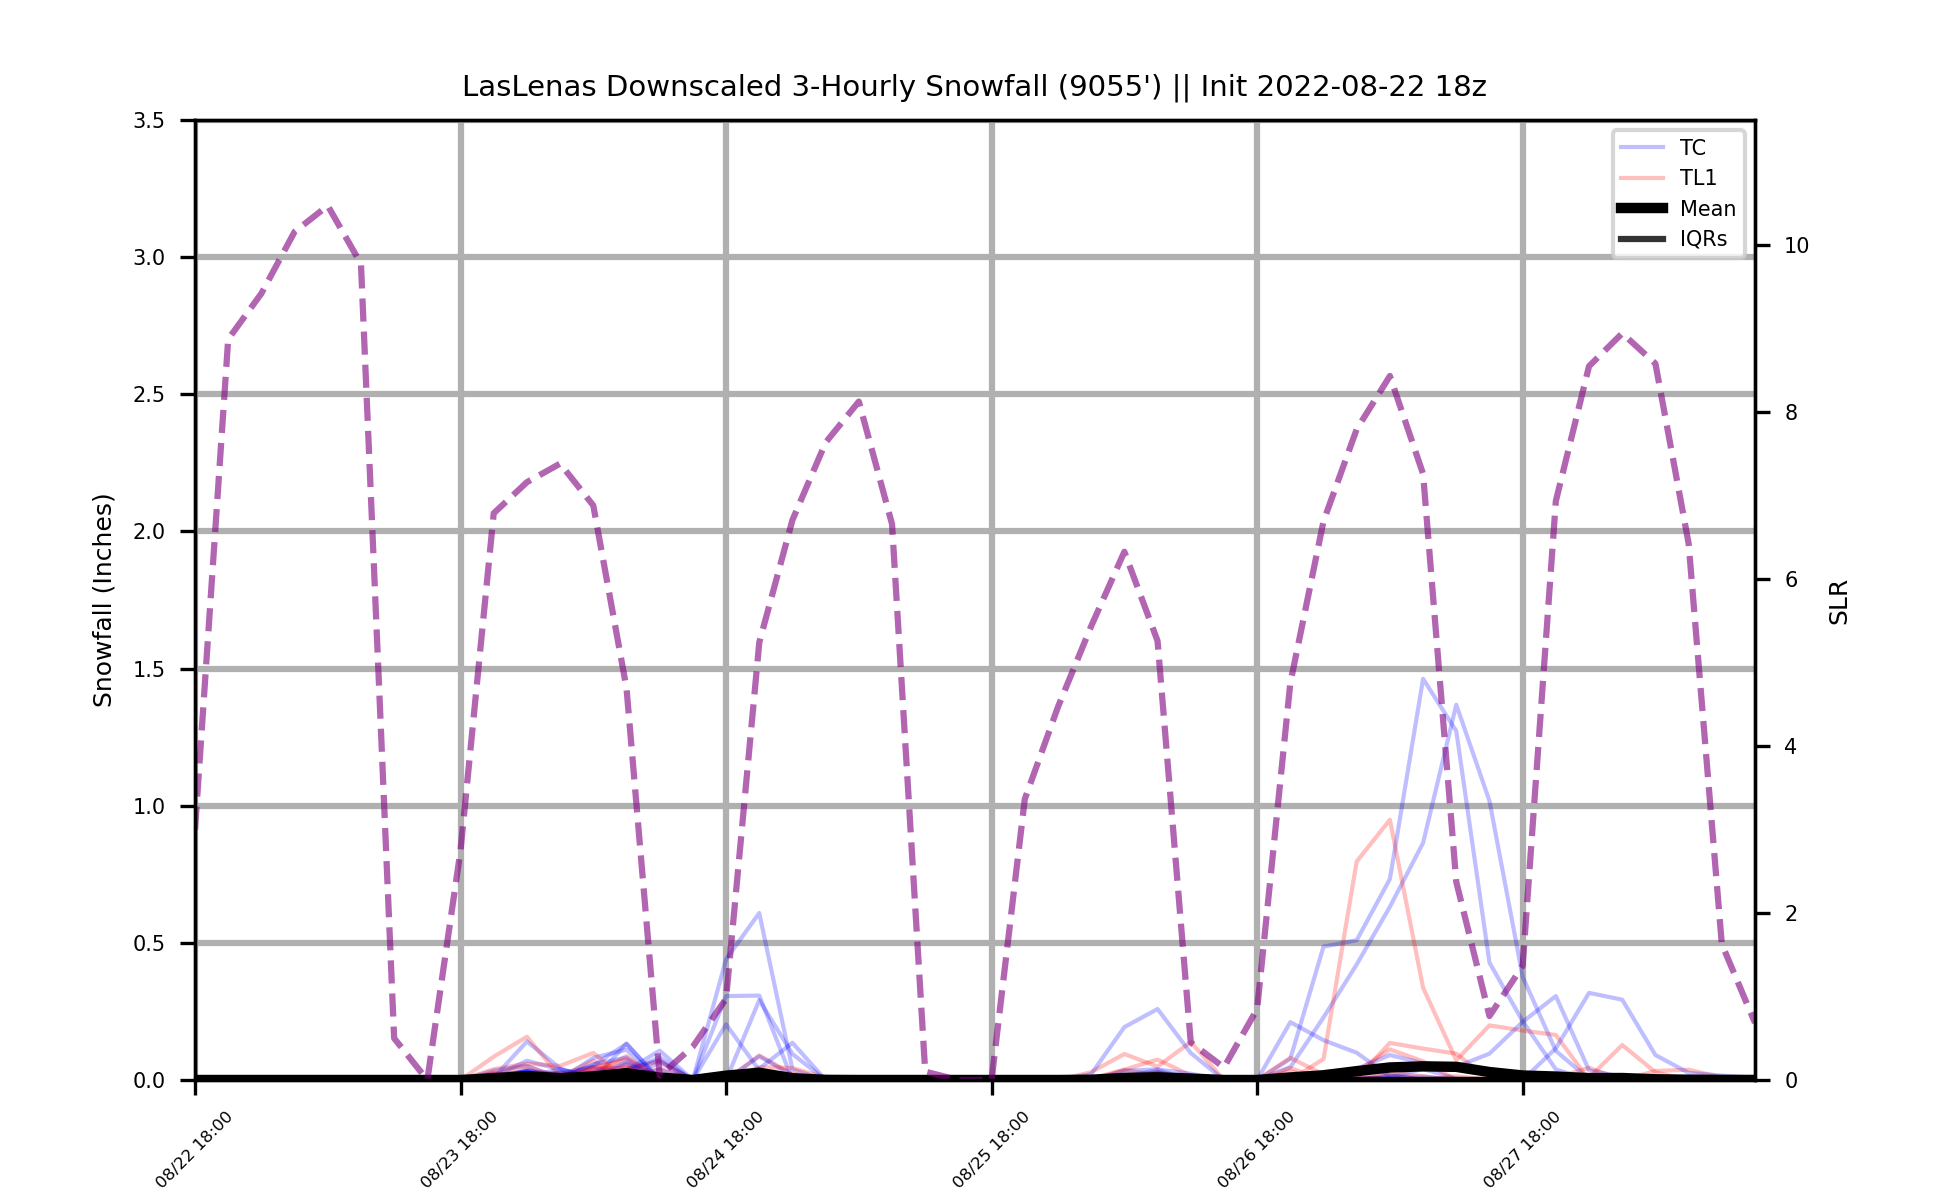 LasLenas Downscaled 3-Hourly Snowfall (9055') || Init 2022-08-22 18z
TC
TL1
Mean
IQRs
Snowfall (Inches)
3.5
3.0
2.5
2.0
1.5
1.0
0.5
0.0
SLR
10
8
6
4
2
0
08/22 18:00
08/23 18:00
08/24 18:00
08/25 18:00
08/26 18:00
08/27 18:00